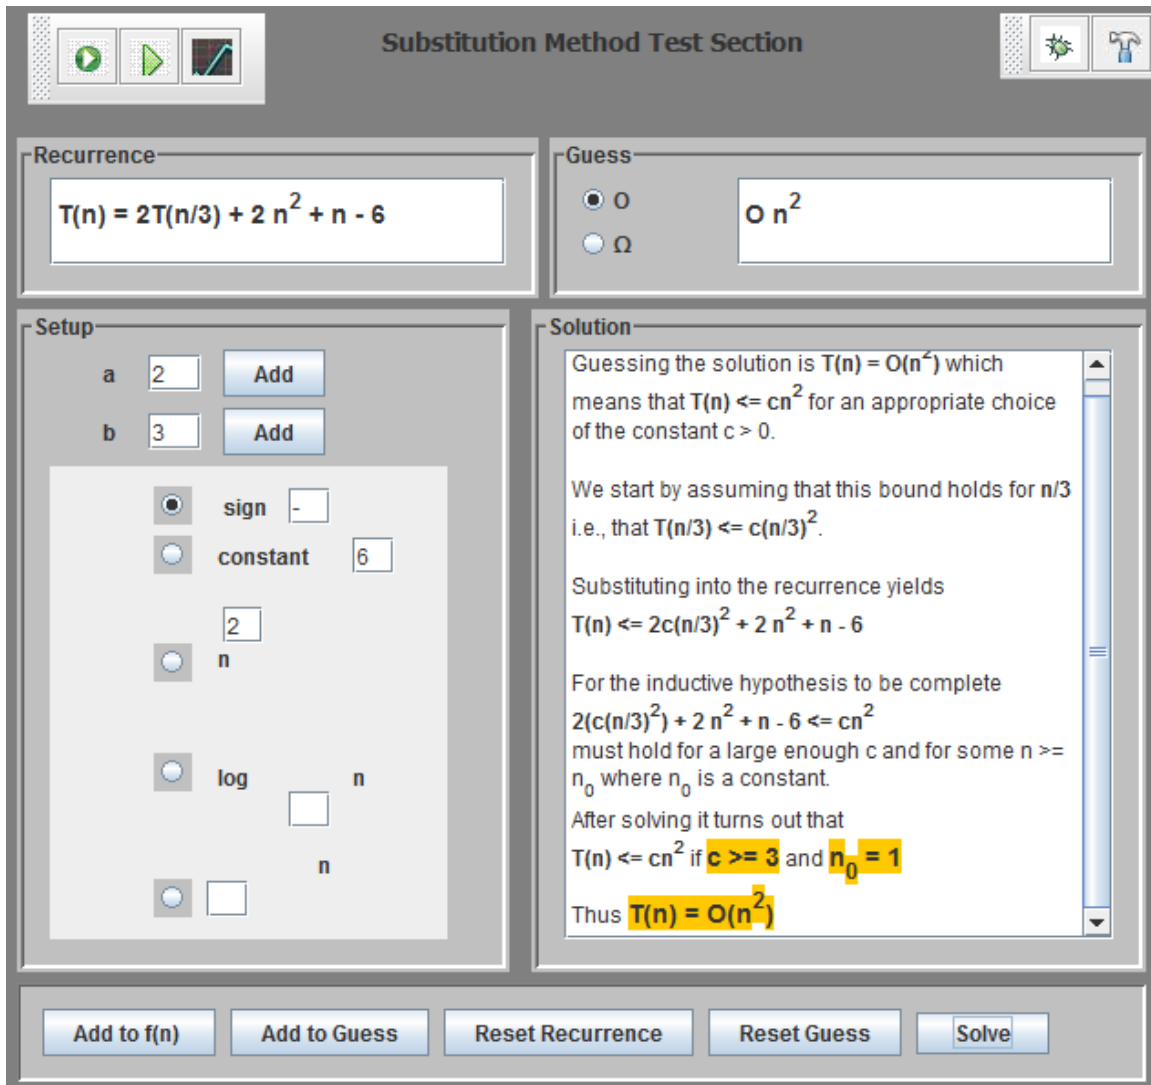 Substitution Method Test Section
Recurrence
T(n) = 2T(n/3) + 2 n² + n - 6
Guess
O
Ω
O n²
Setup
a 2 Add
b 3 Add
sign -
constant 6
2
n
log n
n
Solution
Guessing the solution is T(n) = O(n²) which
means that T(n) <= cn² for an appropriate choice
of the constant c > 0.
We start by assuming that this bound holds for n/3
i.e., that T(n/3) <= c(n/3)².
Substituting into the recurrence yields
T(n) <= 2c(n/3)² + 2 n² + n - 6
For the inductive hypothesis to be complete
2(c(n/3)²) + 2 n² + n - 6 <= cn²
must hold for a large enough c and for some n >=
n₀ where n₀ is a constant.
After solving it turns out that
T(n) <= cn² if c >= 3 and n₀ = 1
Thus T(n) = O(n²)
Add to f(n) Add to Guess Reset Recurrence Reset Guess Solve